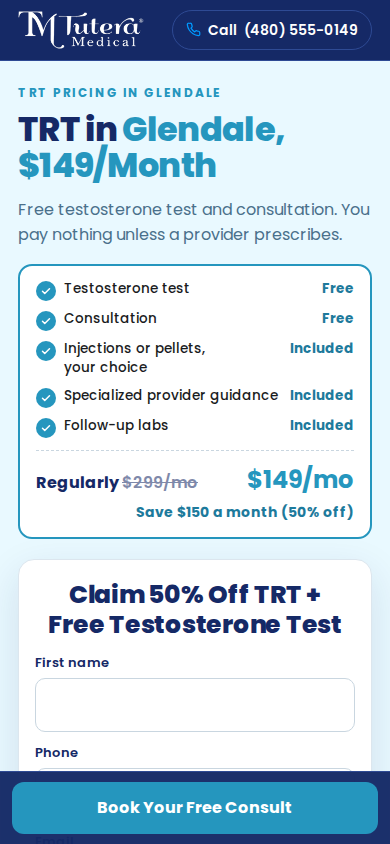 TM Tutera®
Medical
Call (480) 555-0149
TRT PRICING IN GLENDALE
TRT in Glendale,
$149/Month
Free testosterone test and consultation. You
pay nothing unless a provider prescribes.
Testosterone test Free
Consultation Free
Injections or pellets,
your choice Included
Specialized provider guidance Included
Follow-up labs Included
Regularly $299/mo $149/mo
Save $150 a month (50% off)
Claim 50% Off TRT +
Free Testosterone Test
First name
Phone
Book Your Free Consult
Email